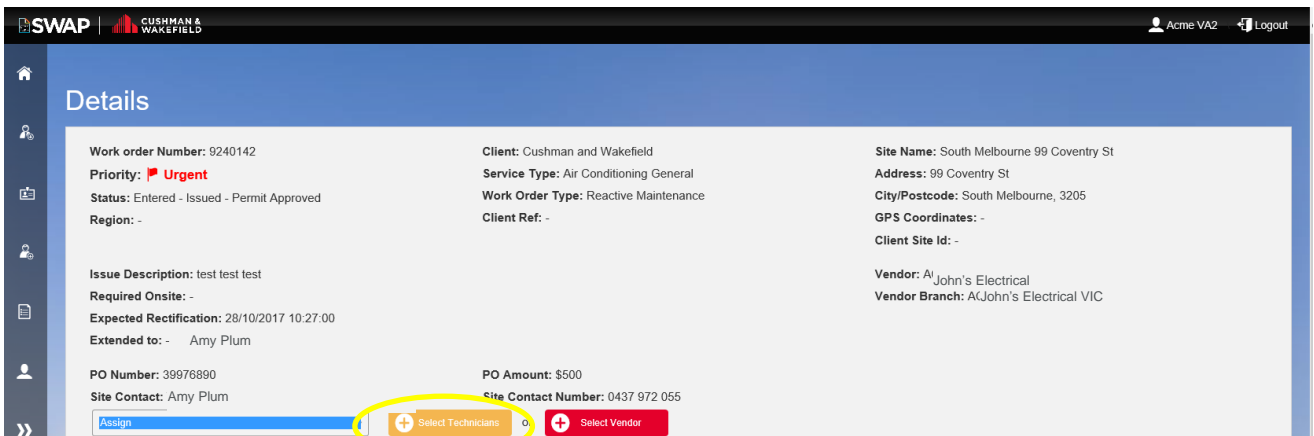 SWAP CUSHMAN & WAKEFIELD Acme VA2 Logout
Details
Work order Number: 9240142
Priority: Urgent
Status: Entered - Issued - Permit Approved
Region: -
Client: Cushman and Wakefield
Service Type: Air Conditioning General
Work Order Type: Reactive Maintenance
Client Ref: -
Site Name: South Melbourne 99 Coventry St
Address: 99 Coventry St
City/Postcode: South Melbourne, 3205
GPS Coordinates: -
Client Site Id: -
Issue Description: test test test
Required Onsite: -
Expected Rectification: 28/10/2017 10:27:00
Extended to: - Amy Plum
Vendor: John's Electrical
Vendor Branch: John's Electrical VIC
PO Number: 39976890
Site Contact: Amy Plum
PO Amount: $500
Site Contact Number: 0437 972 055
Assign Select Technicians Select Vendor